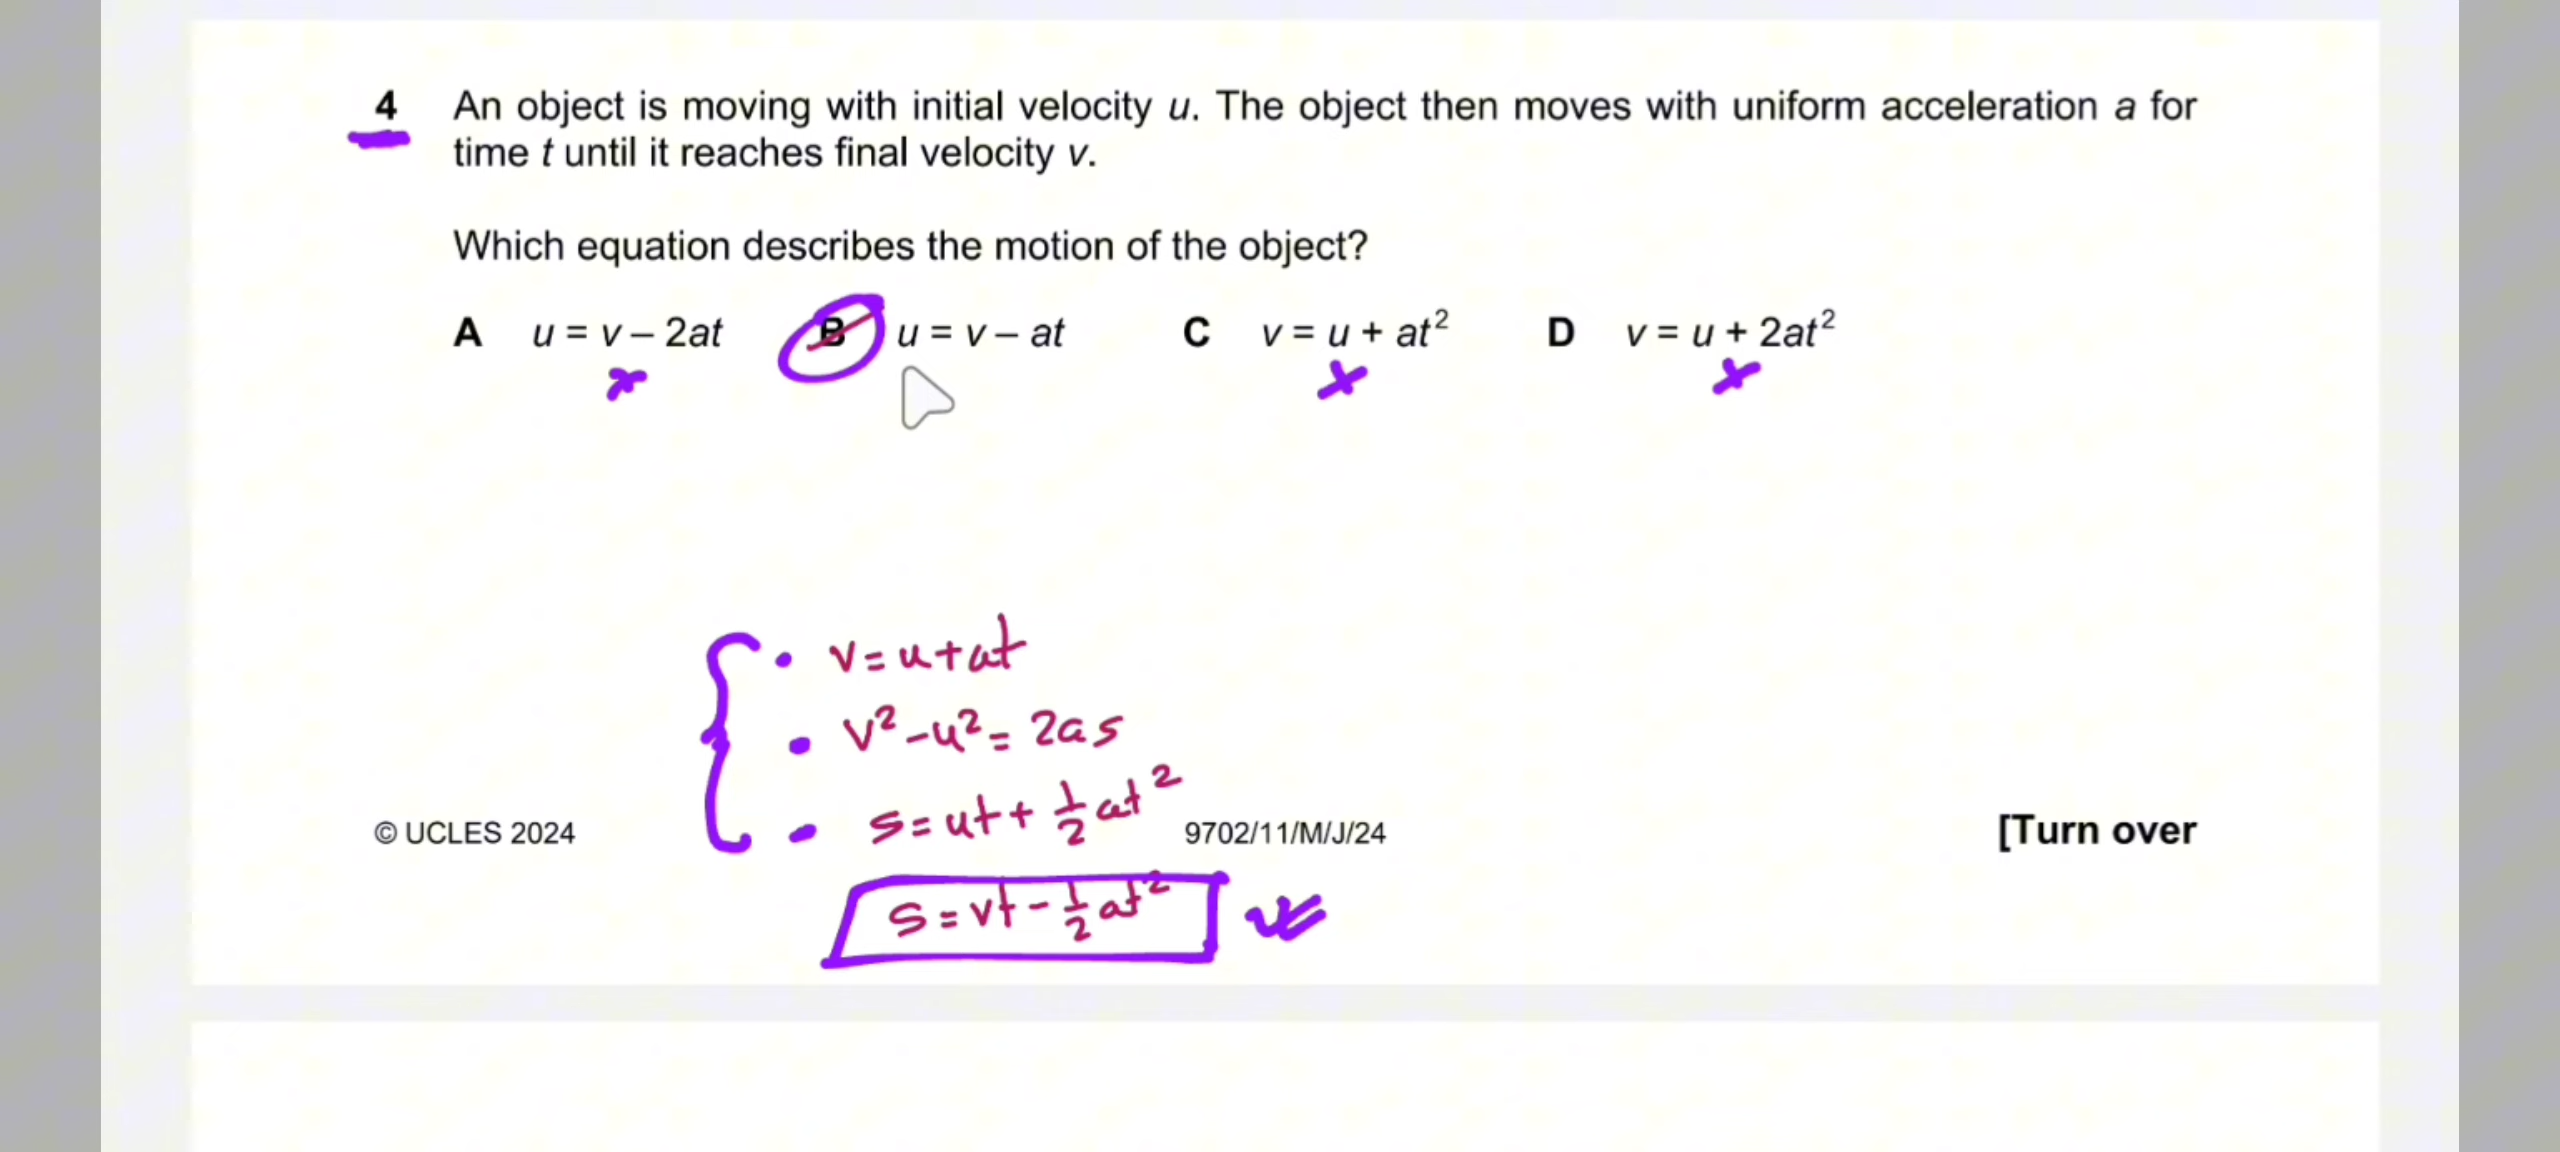 4 An object is moving with initial velocity u. The object then moves with uniform acceleration a for
time t until it reaches final velocity v.
Which equation describes the motion of the object?
A u = v – 2at B u = v – at C v = u + at² D v = u + 2at²
v=u+at
v²-u²=2as
s=ut+½at²
© UCLES 2024 9702/11/M/J/24 [Turn over
s=vt-½at²